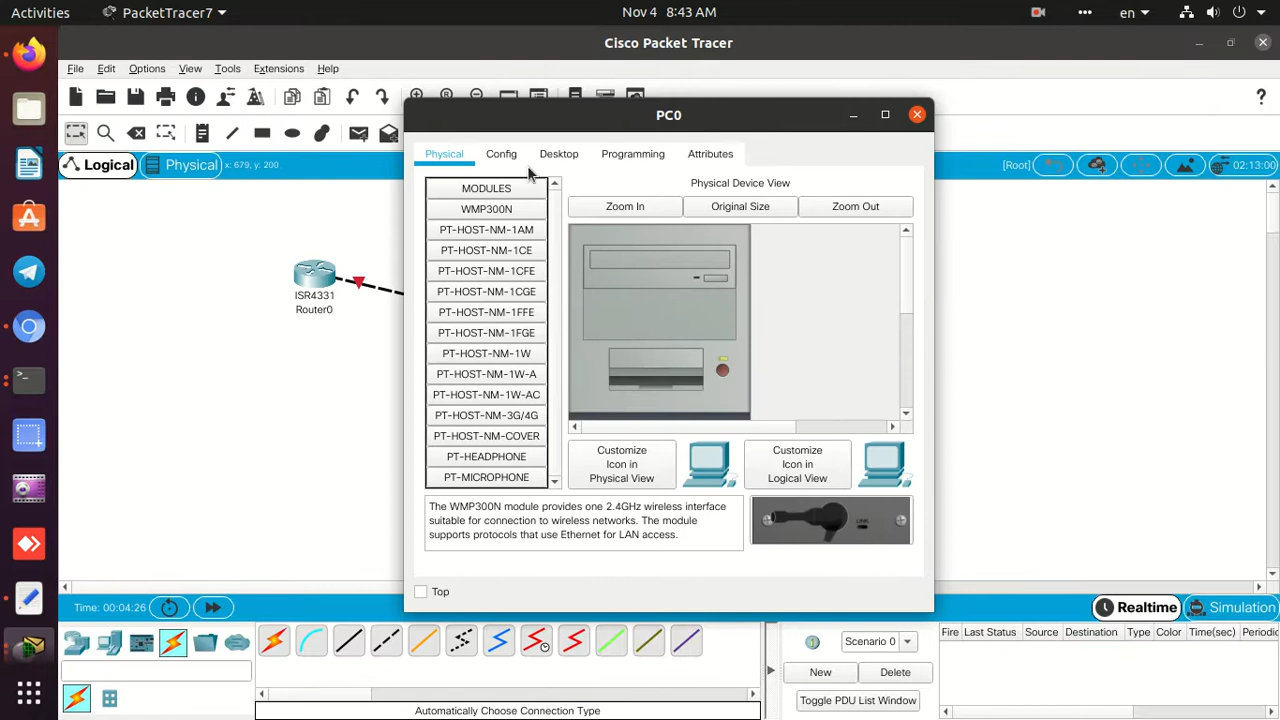 Activities
PacketTracer7
Nov 4 8:43 AM
en
Cisco Packet Tracer
File Edit Options View Tools Extensions Help
?
Logical
Physical
x: 679, y: 200
[Root]
02:13:00
PC0
Physical Config Desktop Programming Attributes
MODULES
WMP300N
PT-HOST-NM-1AM
PT-HOST-NM-1CE
PT-HOST-NM-1CFE
PT-HOST-NM-1CGE
PT-HOST-NM-1FFE
PT-HOST-NM-1FGE
PT-HOST-NM-1W
PT-HOST-NM-1W-A
PT-HOST-NM-1W-AC
PT-HOST-NM-3G/4G
PT-HOST-NM-COVER
PT-HEADPHONE
PT-MICROPHONE
Physical Device View
Zoom In Original Size Zoom Out
Customize
Icon in
Physical View
Customize
Icon in
Logical View
The WMP300N module provides one 2.4GHz wireless interface
suitable for connection to wireless networks. The module
supports protocols that use Ethernet for LAN access.
LINK
Top
ISR4331
Router0
Time: 00:04:26
Realtime
Simulation
Scenario 0
New Delete
Toggle PDU List Window
Fire Last Status Source Destination Type Color Time(sec) Periodic
Automatically Choose Connection Type